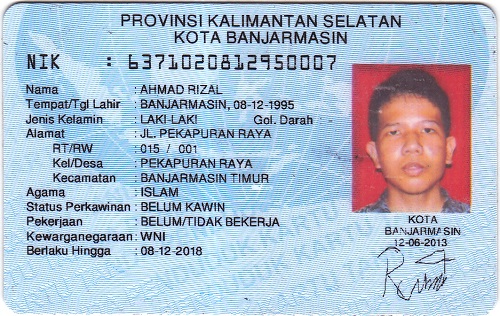 PROVINSI KALIMANTAN SELATAN
KOTA BANJARMASIN
NIK : 6371020812950007
Nama : AHMAD RIZAL
Tempat/Tgl Lahir : BANJARMASIN, 08-12-1995
Jenis Kelamin : LAKI-LAKI Gol. Darah :
Alamat : JL. PEKAPURAN RAYA
RT/RW : 015 / 001
Kel/Desa : PEKAPURAN RAYA
Kecamatan : BANJARMASIN TIMUR
Agama : ISLAM
Status Perkawinan : BELUM KAWIN
Pekerjaan : BELUM/TIDAK BEKERJA
Kewarganegaraan : WNI
Berlaku Hingga : 08-12-2018
KOTA
BANJARMASIN
12-06-2013